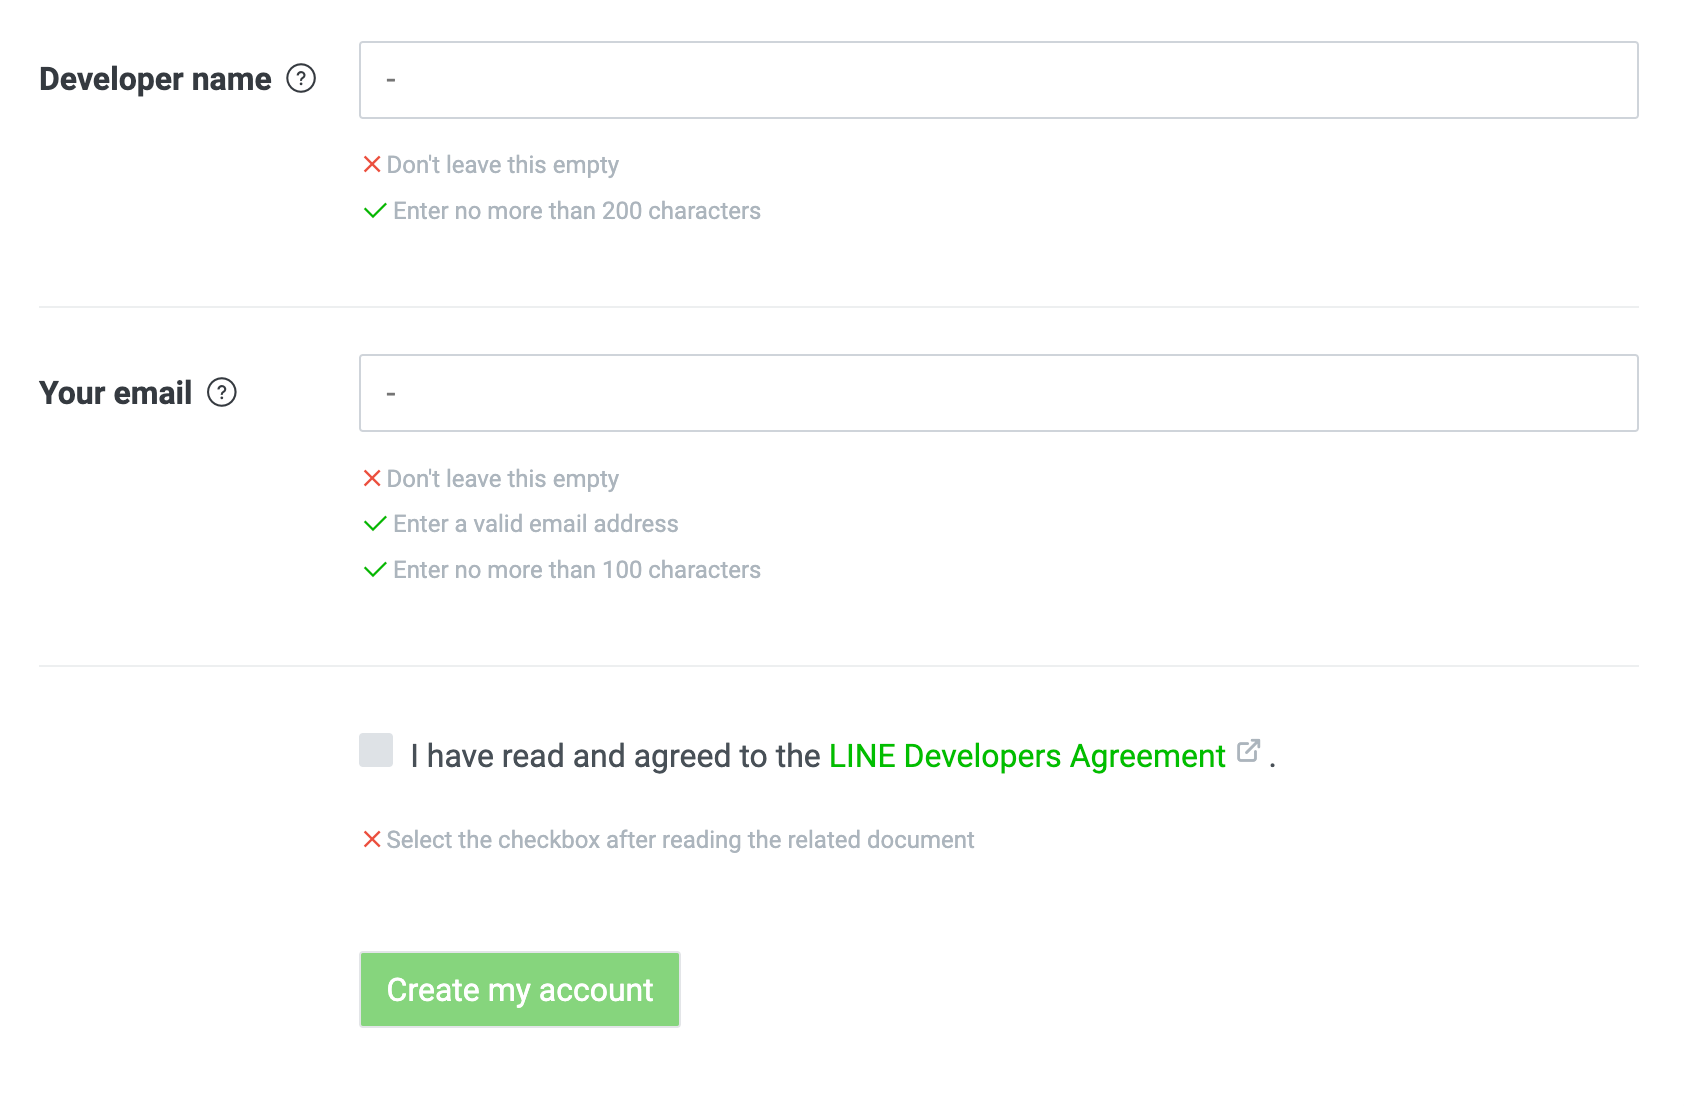 Developer name ?
-
Don't leave this empty
Enter no more than 200 characters
Your email ?
-
Don't leave this empty
Enter a valid email address
Enter no more than 100 characters
I have read and agreed to the LINE Developers Agreement .
Select the checkbox after reading the related document
Create my account